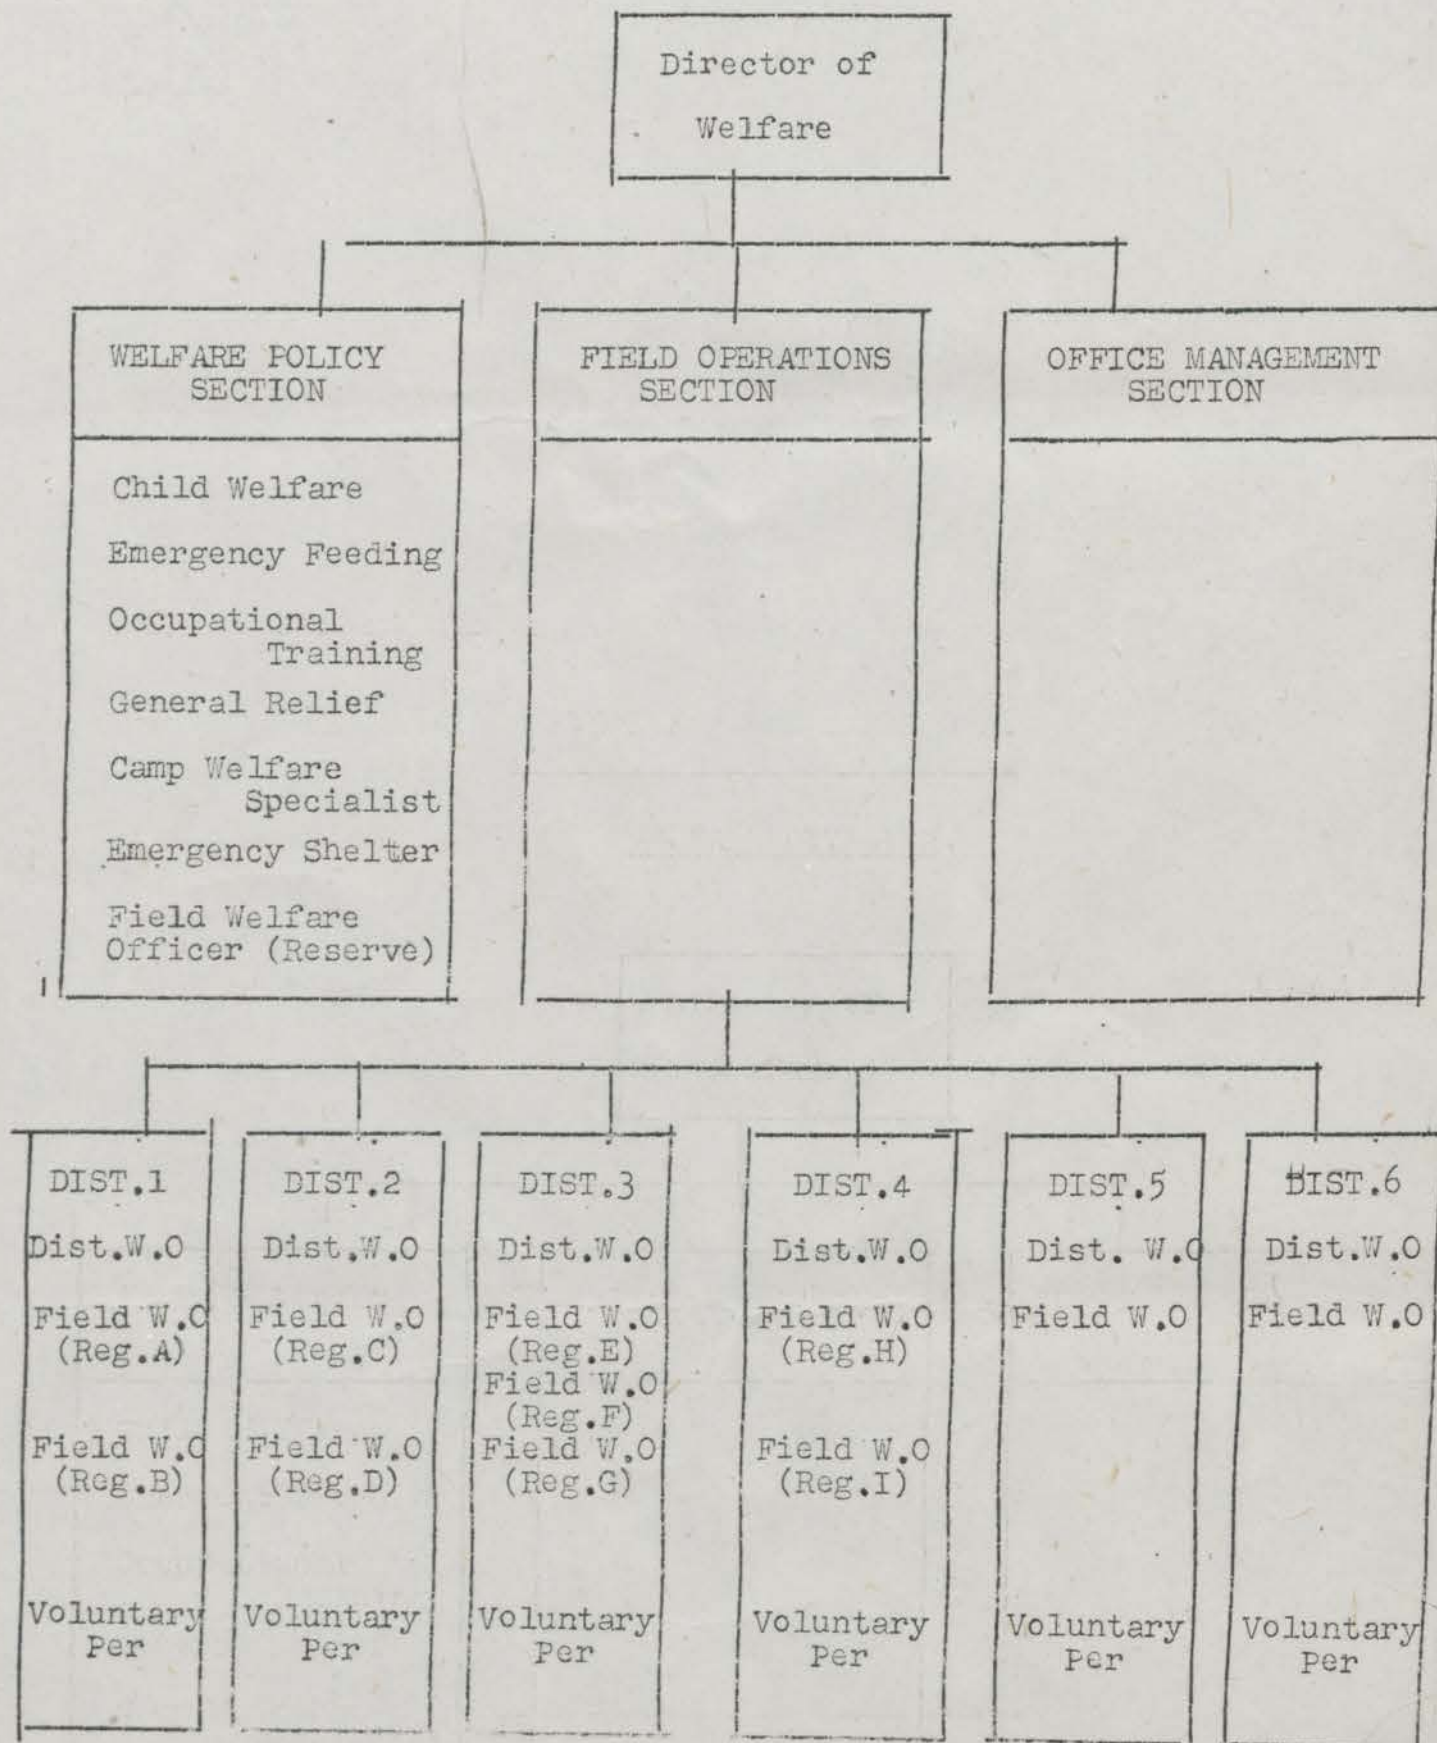 Director of
Welfare
WELFARE POLICY
SECTION
Child Welfare
Emergency Feeding
Occupational
Training
General Relief
Camp Welfare
Specialist
Emergency Shelter
Field Welfare
Officer (Reserve)
FIELD OPERATIONS
SECTION
OFFICE MANAGEMENT
SECTION
DIST.1
Dist.W.O
Field W.O
(Reg.A)
Field W.O
(Reg.B)
Voluntary
Per
DIST.2
Dist.W.O
Field W.O
(Reg.C)
Field W.O
(Reg.D)
Voluntary
Per
DIST.3
Dist.W.O
Field W.O
(Reg.E)
Field W.O
(Reg.F)
Field W.O
(Reg.G)
Voluntary
Per
DIST.4
Dist.W.O
Field W.O
(Reg.H)
Field W.O
(Reg.I)
Voluntary
Per
DIST.5
Dist. W.O
Field W.O
Voluntary
Per
DIST.6
Dist.W.O
Field W.O
Voluntary
Per